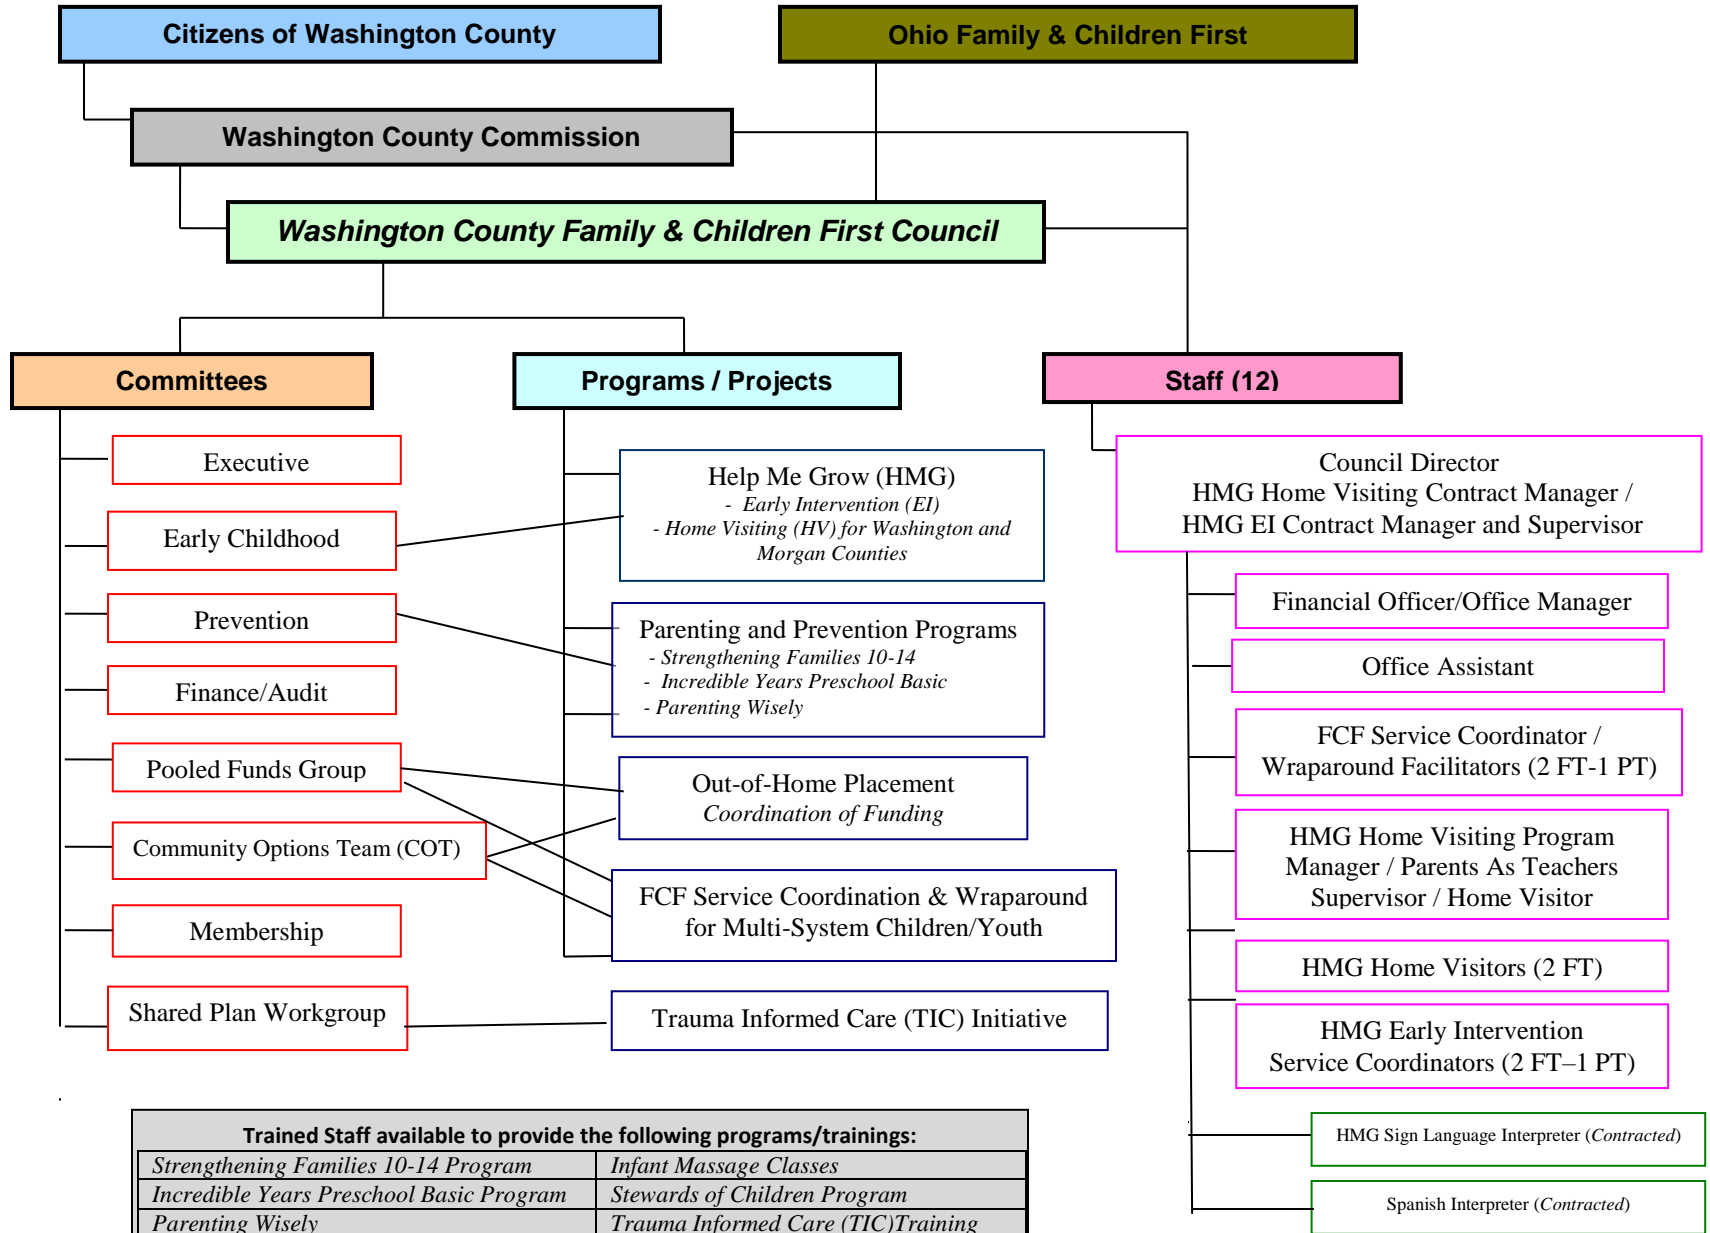 Citizens of Washington County
Ohio Family & Children First
Washington County Commission
Washington County Family & Children First Council
Committees
Programs / Projects
Staff (12)
Executive
Early Childhood
Prevention
Finance/Audit
Pooled Funds Group
Community Options Team (COT)
Membership
Shared Plan Workgroup
Help Me Grow (HMG)
- Early Intervention (EI)
- Home Visiting (HV) for Washington and
Morgan Counties
Parenting and Prevention Programs
- Strengthening Families 10-14
- Incredible Years Preschool Basic
- Parenting Wisely
Out-of-Home Placement
Coordination of Funding
FCF Service Coordination & Wraparound
for Multi-System Children/Youth
Trauma Informed Care (TIC) Initiative
Council Director
HMG Home Visiting Contract Manager /
HMG EI Contract Manager and Supervisor
Financial Officer/Office Manager
Office Assistant
FCF Service Coordinator /
Wraparound Facilitators (2 FT-1 PT)
HMG Home Visiting Program
Manager / Parents As Teachers
Supervisor / Home Visitor
HMG Home Visitors (2 FT)
HMG Early Intervention
Service Coordinators (2 FT–1 PT)
HMG Sign Language Interpreter (Contracted)
Spanish Interpreter (Contracted)
Trained Staff available to provide the following programs/trainings:
Strengthening Families 10-14 Program
Infant Massage Classes
Incredible Years Preschool Basic Program
Stewards of Children Program
Parenting Wisely
Trauma Informed Care (TIC)Training